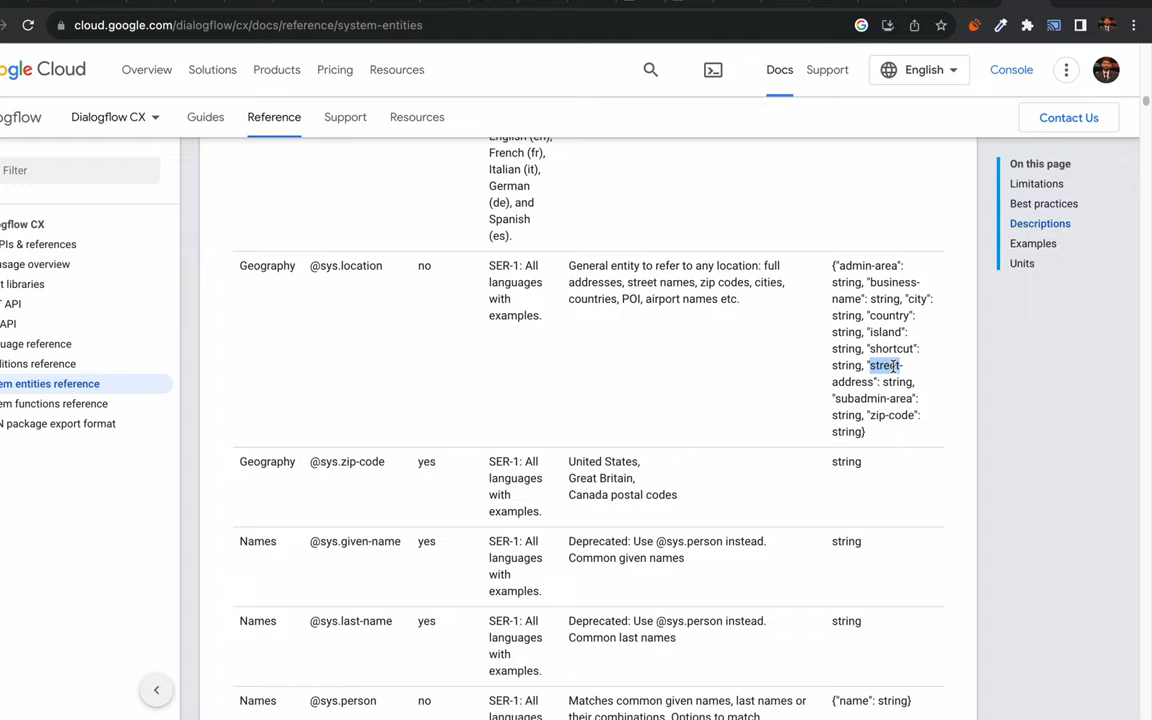 cloud.google.com/dialogflow/cx/docs/reference/system-entities
ogle Cloud
Overview
Solutions
Products
Pricing
Resources
Docs
Support
English
Console
ogflow
Dialogflow CX
Guides
Reference
Support
Resources
Contact Us
Filter
ogflow CX
PIs & references
usage overview
t libraries
T API
API
uage reference
ditions reference
em entities reference
em functions reference
N package export format
English (en),
French (fr),
Italian (it),
German
(de), and
Spanish
(es).
Geography
@sys.location
no
SER-1: All
languages
with
examples.
General entity to refer to any location: full
addresses, street names, zip codes, cities,
countries, POI, airport names etc.
{"admin-area":
string, "business-
name": string, "city":
string, "country":
string, "island":
string, "shortcut":
string, "street-
address": string,
"subadmin-area":
string, "zip-code":
string}
Geography
@sys.zip-code
yes
SER-1: All
languages
with
examples.
United States,
Great Britain,
Canada postal codes
string
Names
@sys.given-name
yes
SER-1: All
languages
with
examples.
Deprecated: Use @sys.person instead.
Common given names
string
Names
@sys.last-name
yes
SER-1: All
languages
with
examples.
Deprecated: Use @sys.person instead.
Common last names
string
Names
@sys.person
no
SER-1: All
languages
Matches common given names, last names or
their combinations. Options to match
{"name": string}
On this page
Limitations
Best practices
Descriptions
Examples
Units